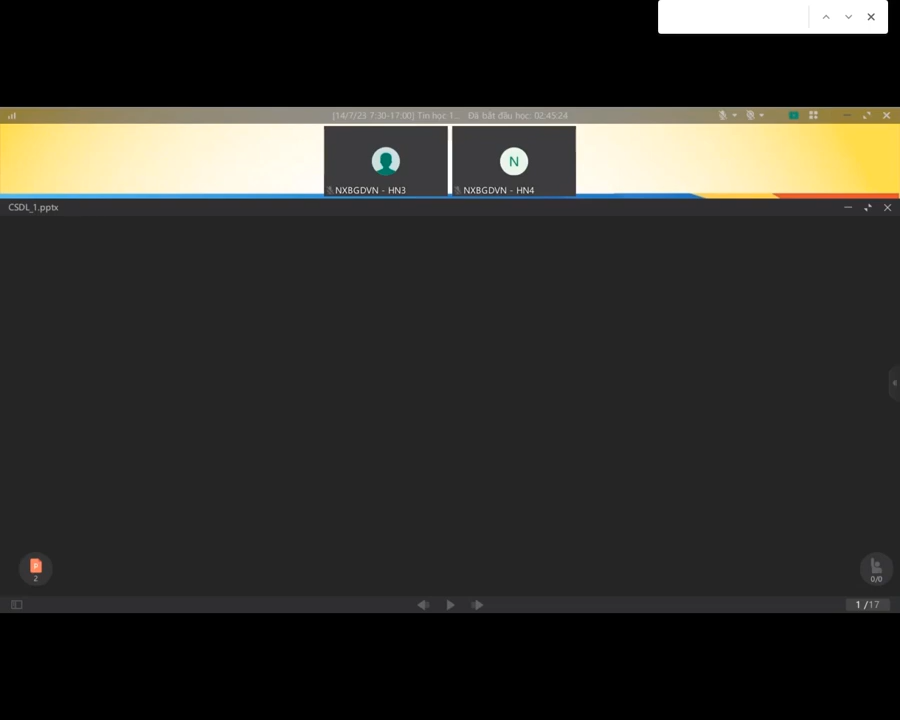 [14/7/23 7:30-17:00] Tin học 1... Đã bắt đầu học: 02:45:24
N
NXBGDVN - HN3
NXBGDVN - HN4
CSDL_1.pptx
P
2
0/0
1 /17